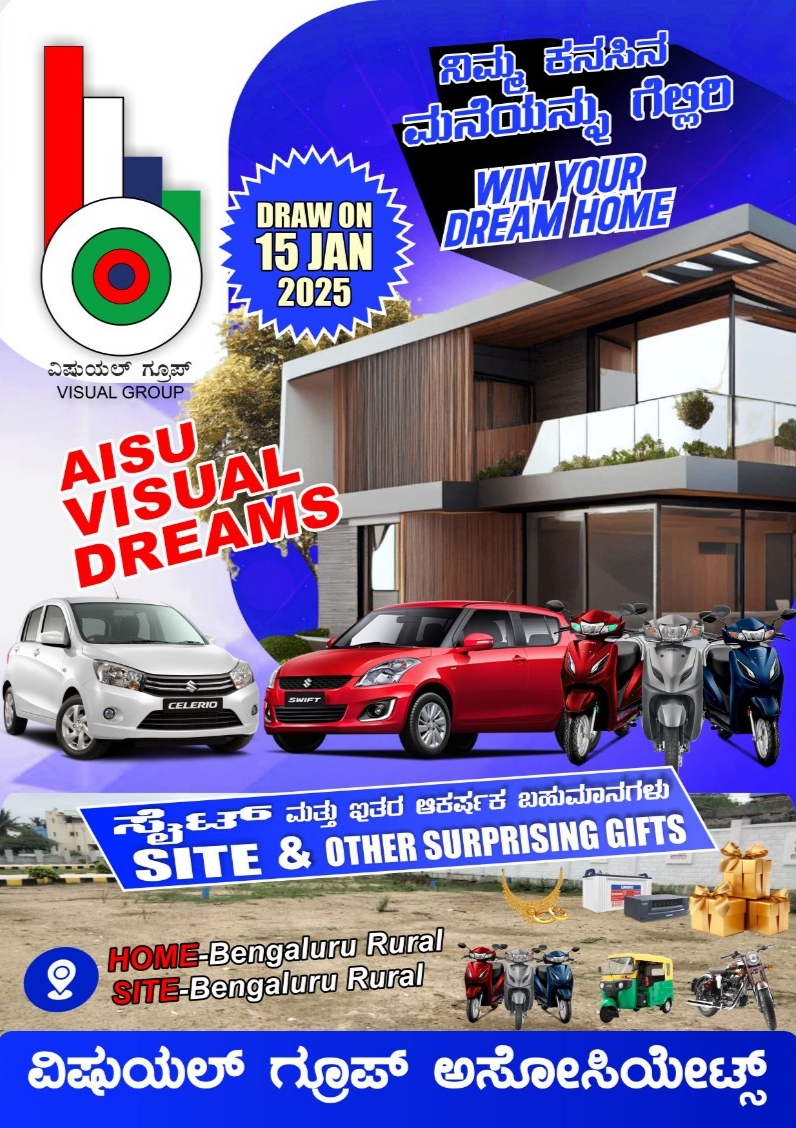 ನಿಮ್ಮ ಕನಸಿನ
ಮನೆಯನ್ನು ಗೆಲ್ಲಿರಿ
WIN YOUR
DREAM HOME
DRAW ON
15 JAN
2025
ವಿಷುಯಲ್ ಗ್ರೂಪ್
VISUAL GROUP
AISU
VISUAL
DREAMS
CELERIO
SWIFT
ಸೈಟ್ ಮತ್ತು ಇತರ ಆಕರ್ಷಕ ಬಹುಮಾನಗಳು
SITE & OTHER SURPRISING GIFTS
HOME-Bengaluru Rural
SITE-Bengaluru Rural
ವಿಷುಯಲ್ ಗ್ರೂಪ್ ಅಸೋಸಿಯೇಟ್ಸ್